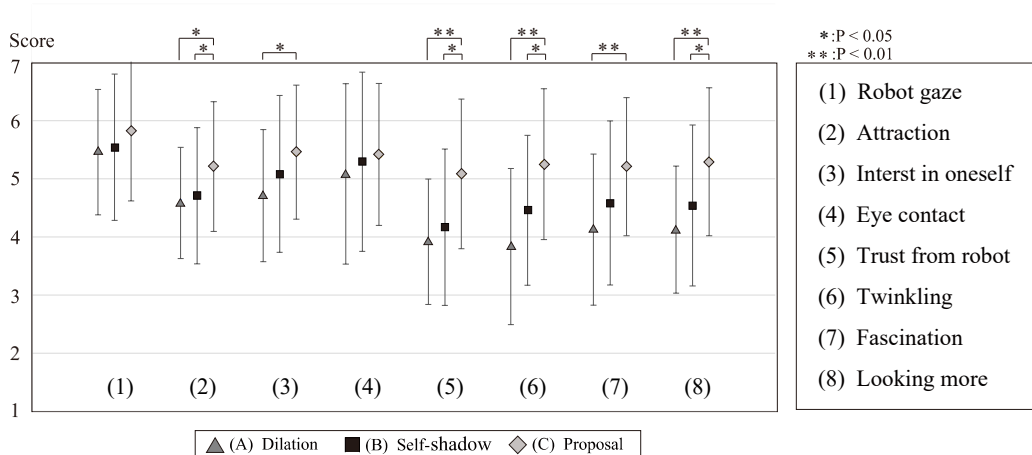 Score
* * ** ** ** **
* * * *
*:P < 0.05
**:P < 0.01
7
6
5
4
3
2
1
(1) (2) (3) (4) (5) (6) (7) (8)
(1) Robot gaze
(2) Attraction
(3) Interst in oneself
(4) Eye contact
(5) Trust from robot
(6) Twinkling
(7) Fascination
(8) Looking more
(A) Dilation (B) Self-shadow (C) Proposal